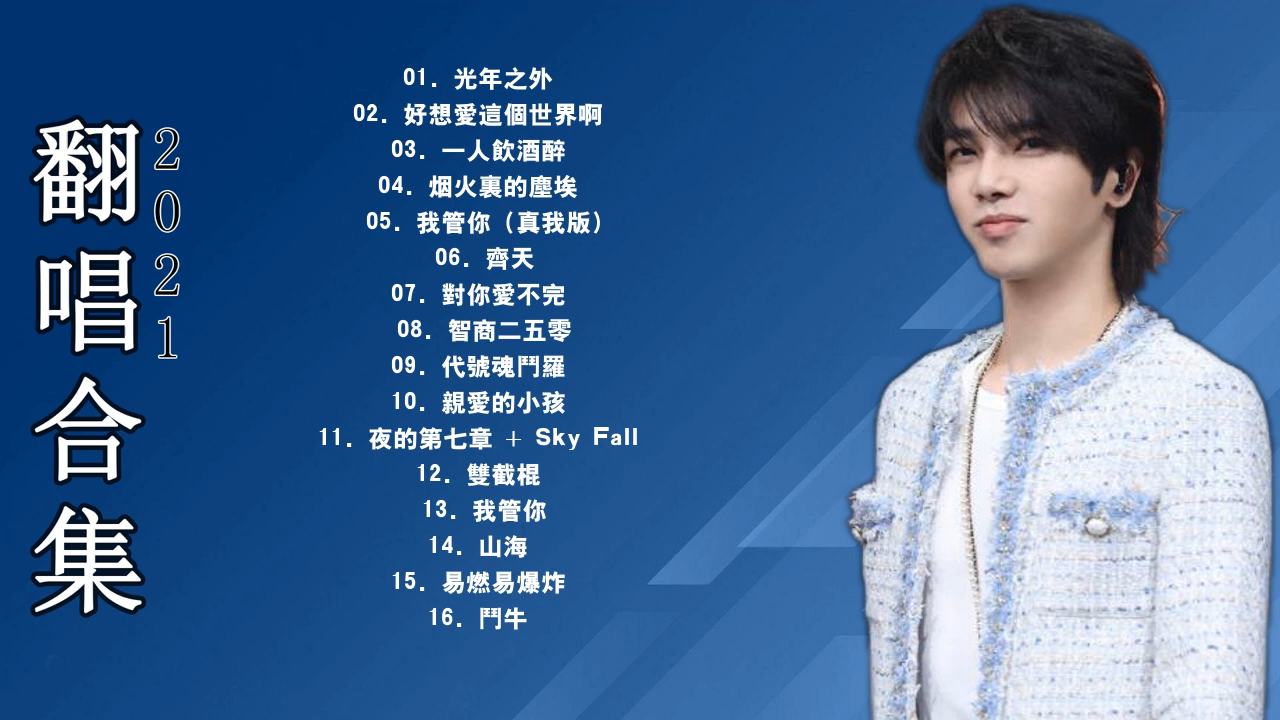 翻唱合集
2021
01. 光年之外
02. 好想愛這個世界啊
03. 一人飲酒醉
04. 烟火裏的塵埃
05. 我管你（真我版）
06. 齊天
07. 對你愛不完
08. 智商二五零
09. 代號魂鬥羅
10. 親愛的小孩
11. 夜的第七章 + Sky Fall
12. 雙截棍
13. 我管你
14. 山海
15. 易燃易爆炸
16. 鬥牛